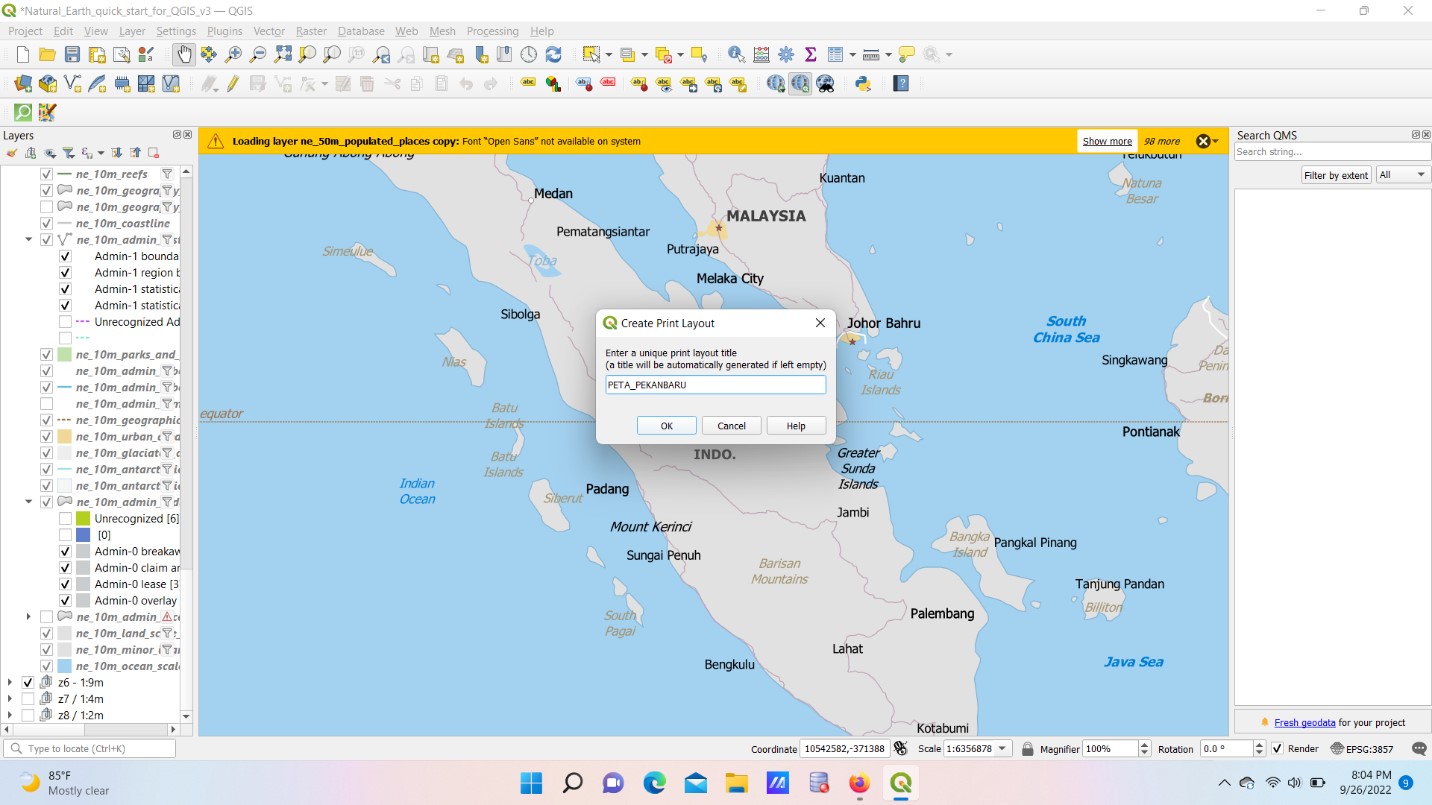 *Natural_Earth_quick_start_for_QGIS_v3 — QGIS
Project Edit View Layer Settings Plugins Vector Raster Database Web Mesh Processing Help
Layers
ne_10m_reefs
ne_10m_geogra
ne_10m_geogra
ne_10m_coastline
ne_10m_admin_
Admin-1 bounda
Admin-1 region b
Admin-1 statistic
Admin-1 statistic
Unrecognized Ad
ne_10m_parks_and_
ne_10m_admin_
ne_10m_admin_
ne_10m_admin_
ne_10m_geographic
ne_10m_urban_
ne_10m_glaciat
ne_10m_antarct
ne_10m_antarct
ne_10m_admin_
Unrecognized [6]
[0]
Admin-0 breakaw
Admin-0 claim ar
Admin-0 lease [3
Admin-0 overlay
ne_10m_admin_
ne_10m_land_sc
ne_10m_minor_
ne_10m_ocean_scal
z6 - 1:9m
z7 / 1:4m
z8 / 1:2m
Loading layer ne_50m_populated_places copy: Font "Open Sans" not available on system
Show more 98 more
Kuantan
Natuna
Besar
Medan
MALAYSIA
Pematangsiantar
Simeulue
Putrajaya
Toba
Melaka City
Sibolga
Johor Bahru
South
China Sea
Nias
Singkawang
Riau
Islands
equator
Batu
Islands
Pontianak
Batu
Islands
INDO.
Greater
Sunda
Islands
Indian
Ocean
Siberut
Padang
Jambi
Mount Kerinci
Bangka
Island
Pangkal Pinang
Sungai Penuh
Barisan
Mountains
Tanjung Pandan
Billiton
South
Pagai
Palembang
Lahat
Bengkulu
Java Sea
Kotabumi
Create Print Layout
Enter a unique print layout title
(a title will be automatically generated if left empty)
PETA_PEKANBARU
OK Cancel Help
Search QMS
Search string...
Filter by extent All
Fresh geodata for your project
Type to locate (Ctrl+K)
Coordinate 10542582,-371388 Scale 1:6356878 Magnifier 100% Rotation 0.0 ° Render EPSG:3857
85°F
Mostly clear
8:04 PM
9/26/2022
9